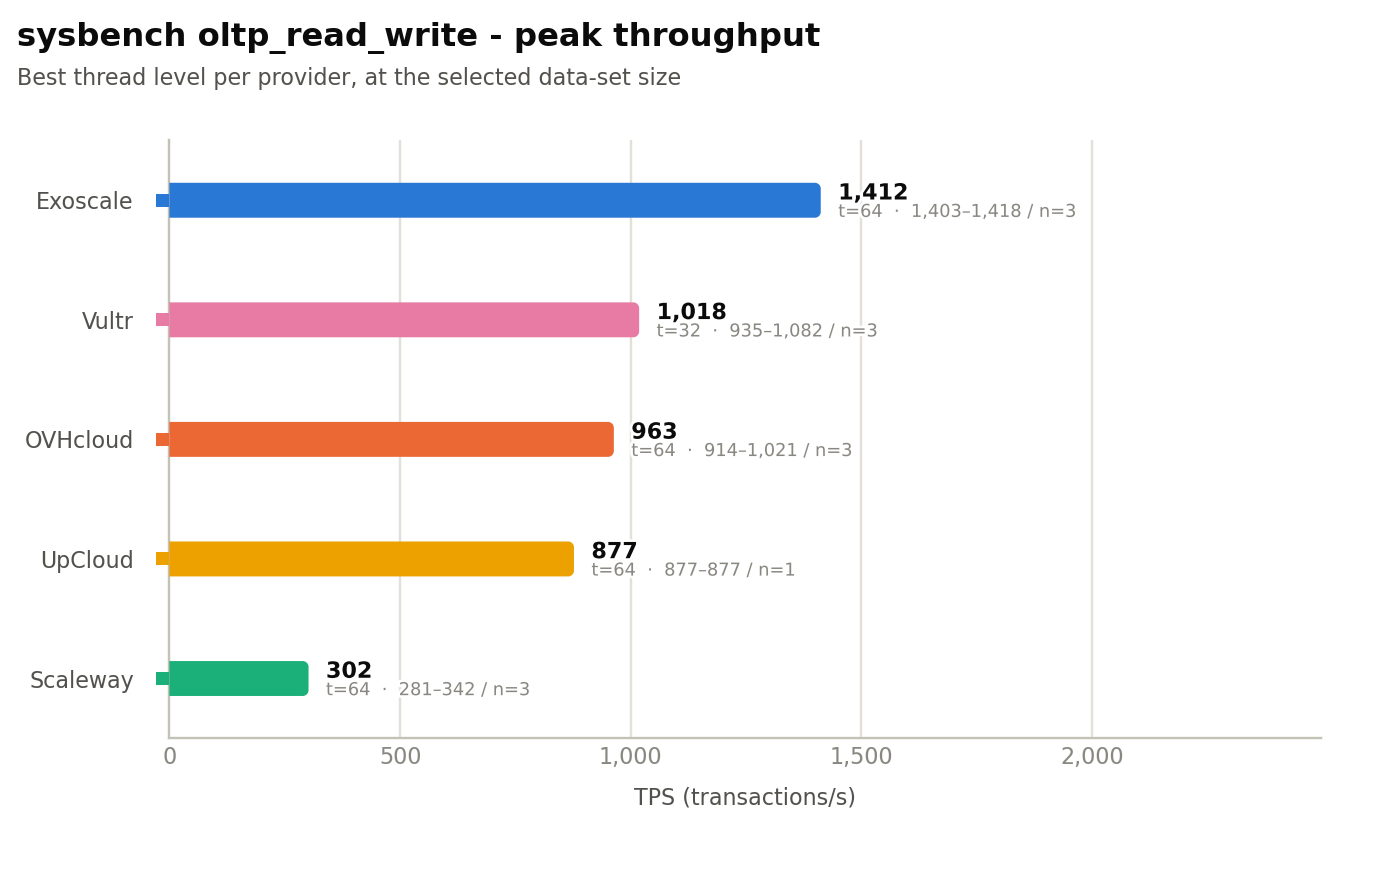 sysbench oltp_read_write - peak throughput
Best thread level per provider, at the selected data-set size
Exoscale
1,412
t=64 · 1,403–1,418 / n=3
Vultr
1,018
t=32 · 935–1,082 / n=3
OVHcloud
963
t=64 · 914–1,021 / n=3
UpCloud
877
t=64 · 877–877 / n=1
Scaleway
302
t=64 · 281–342 / n=3
0 500 1,000 1,500 2,000
TPS (transactions/s)